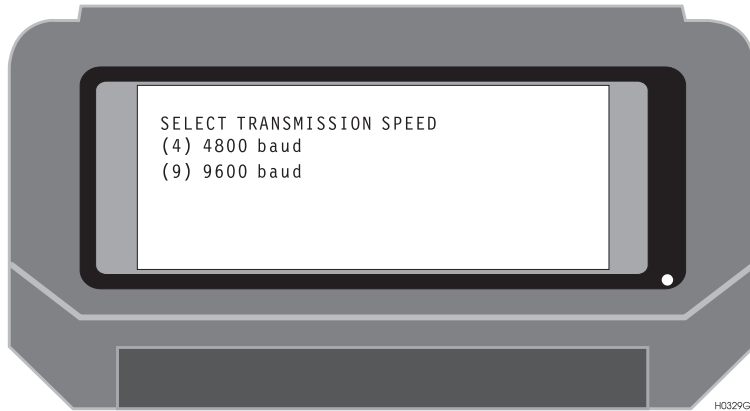 SELECT TRANSMISSION SPEED
(4) 4800 baud
(9) 9600 baud
H0329G